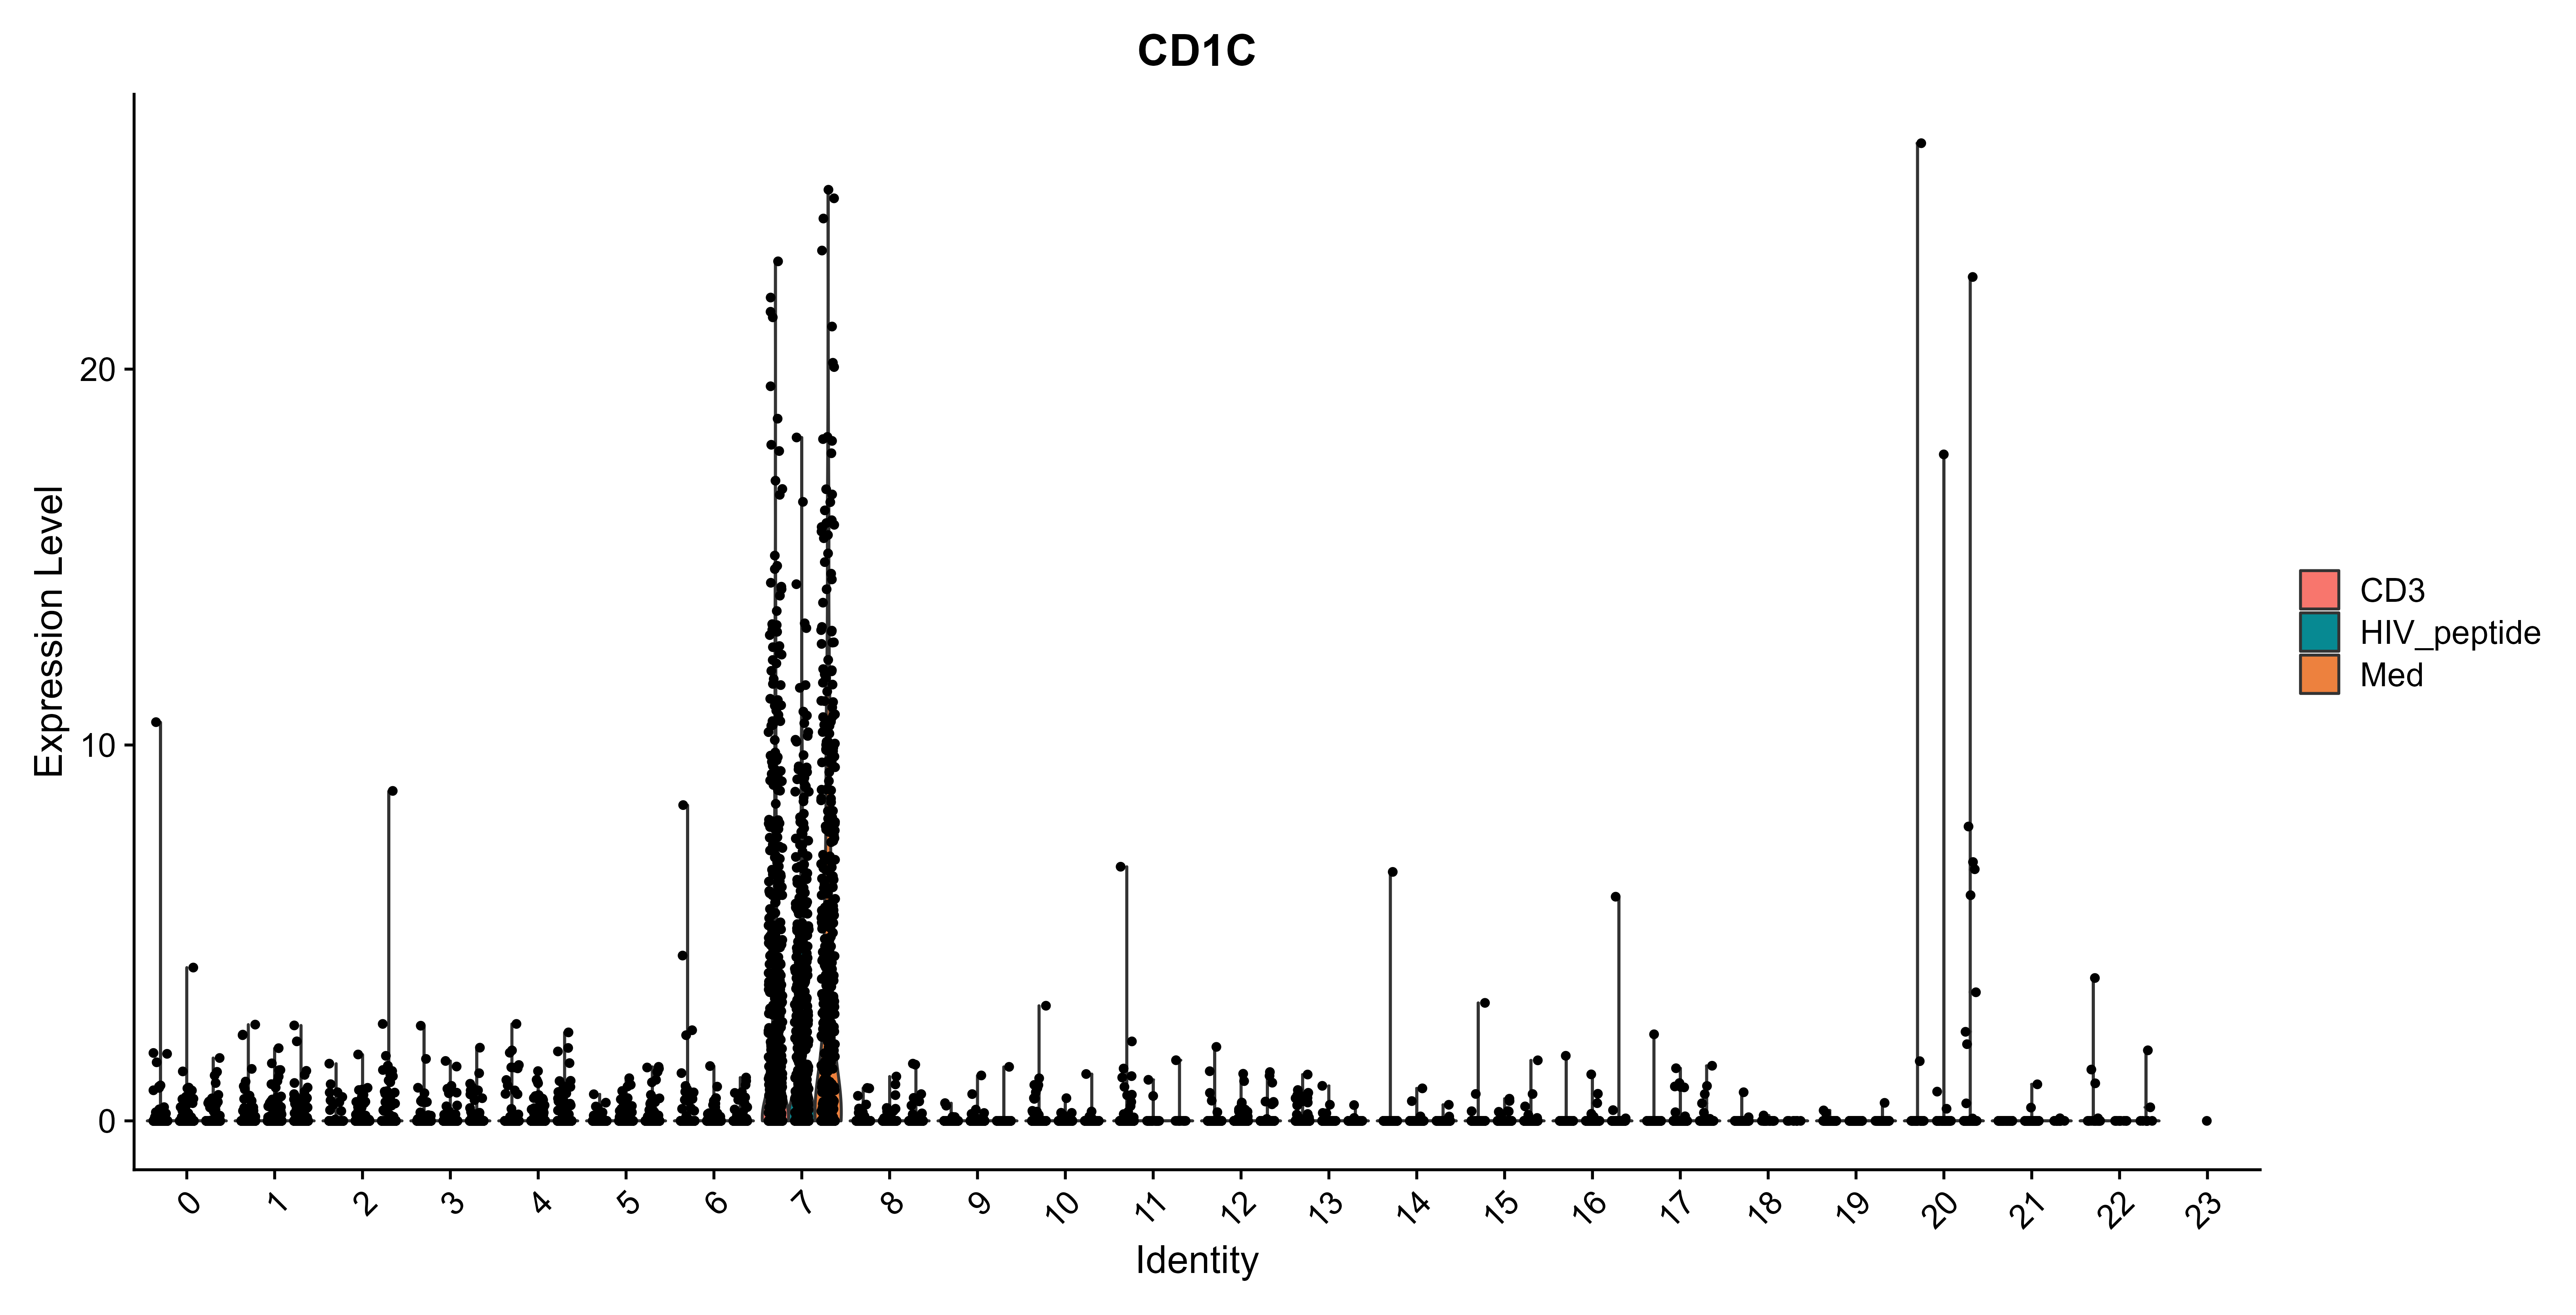 CD1C
Expression Level
20
10
0
0 1 2 3 4 5 6 7 8 9 10 11 12 13 14 15 16 17 18 19 20 21 22 23
Identity
CD3
HIV_peptide
Med